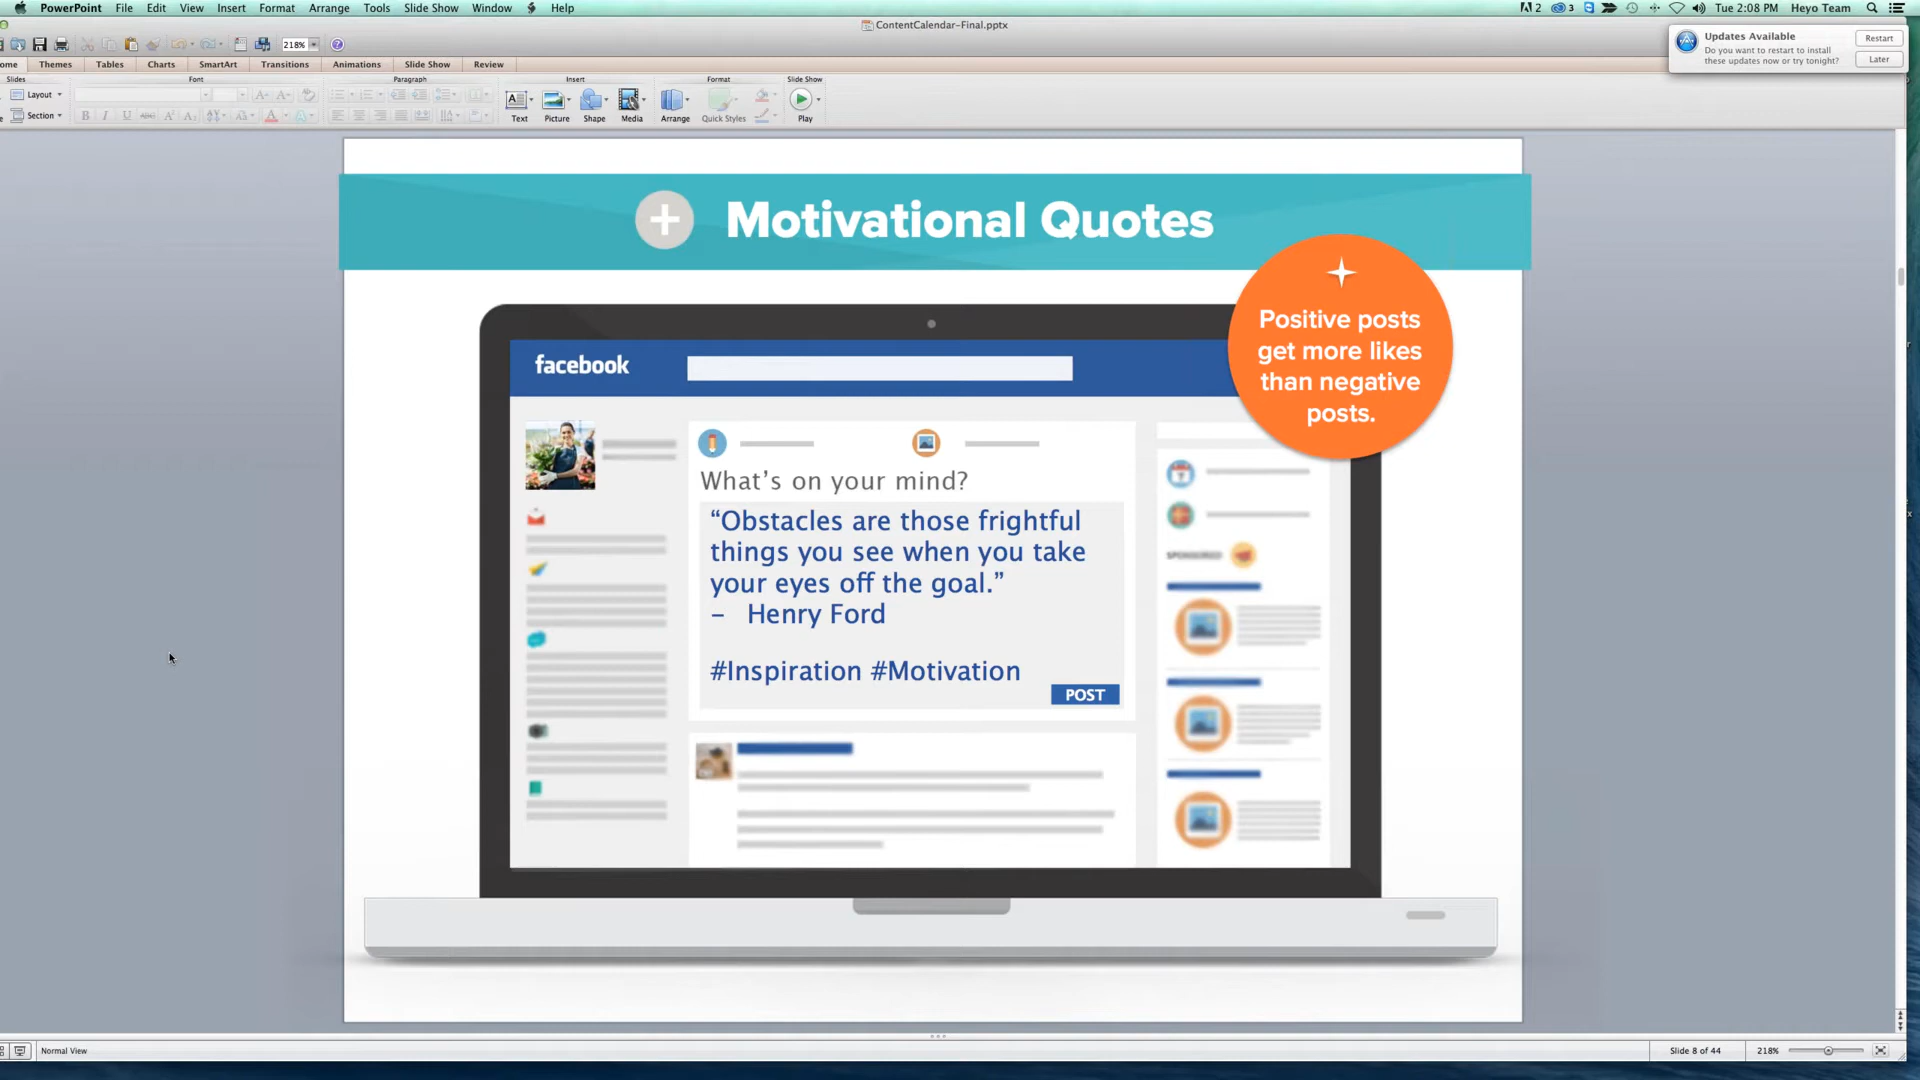 PowerPoint File Edit View Insert Format Arrange Tools Slide Show Window Help
2 3 Tue 2:08 PM Heyo Team
ContentCalendar-Final.pptx
218%
Updates Available
Do you want to restart to install
these updates now or try tonight?
Restart
Later
Themes Tables Charts SmartArt Transitions Animations Slide Show Review
Slides Font Paragraph Insert Format Slide Show
Layout
Section
Text Picture Shape Media Arrange Quick Styles Play
Motivational Quotes
Positive posts
get more likes
than negative
posts.
facebook
What's on your mind?
“Obstacles are those frightful
things you see when you take
your eyes off the goal.”
– Henry Ford
#Inspiration #Motivation
POST
SPONSORED
Normal View
Slide 8 of 44
218%